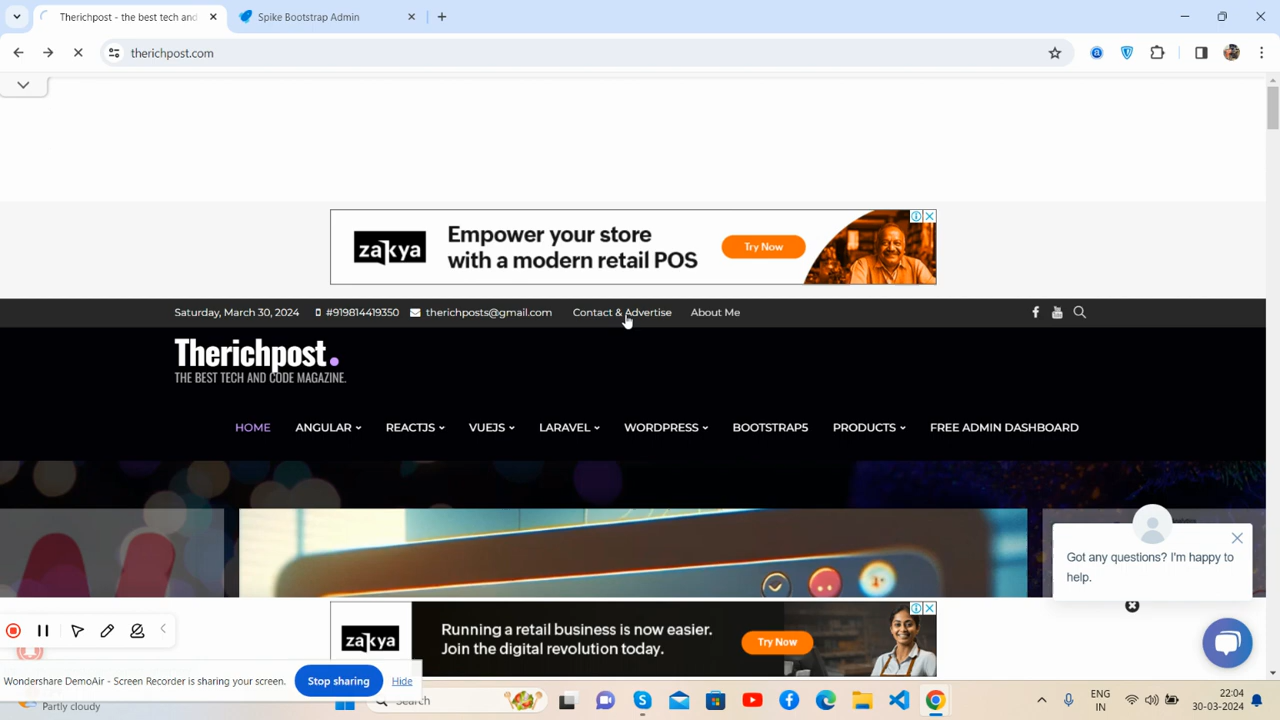 Therichpost - the best tech and
Spike Bootstrap Admin
therichpost.com
zakya
Empower your store
with a modern retail POS
Try Now
Saturday, March 30, 2024
#919814419350
therichposts@gmail.com
Contact & Advertise
About Me
Therichpost.
THE BEST TECH AND CODE MAGAZINE.
HOME
ANGULAR
REACTJS
VUEJS
LARAVEL
WORDPRESS
BOOTSTRAP5
PRODUCTS
FREE ADMIN DASHBOARD
Got any questions? I'm happy to
help.
zakya
Running a retail business is now easier.
Join the digital revolution today.
Try Now
Wondershare DemoAir - Screen Recorder is sharing your screen.
Stop sharing
Hide
Partly cloudy
Search
ENG
IN
22:04
30-03-2024